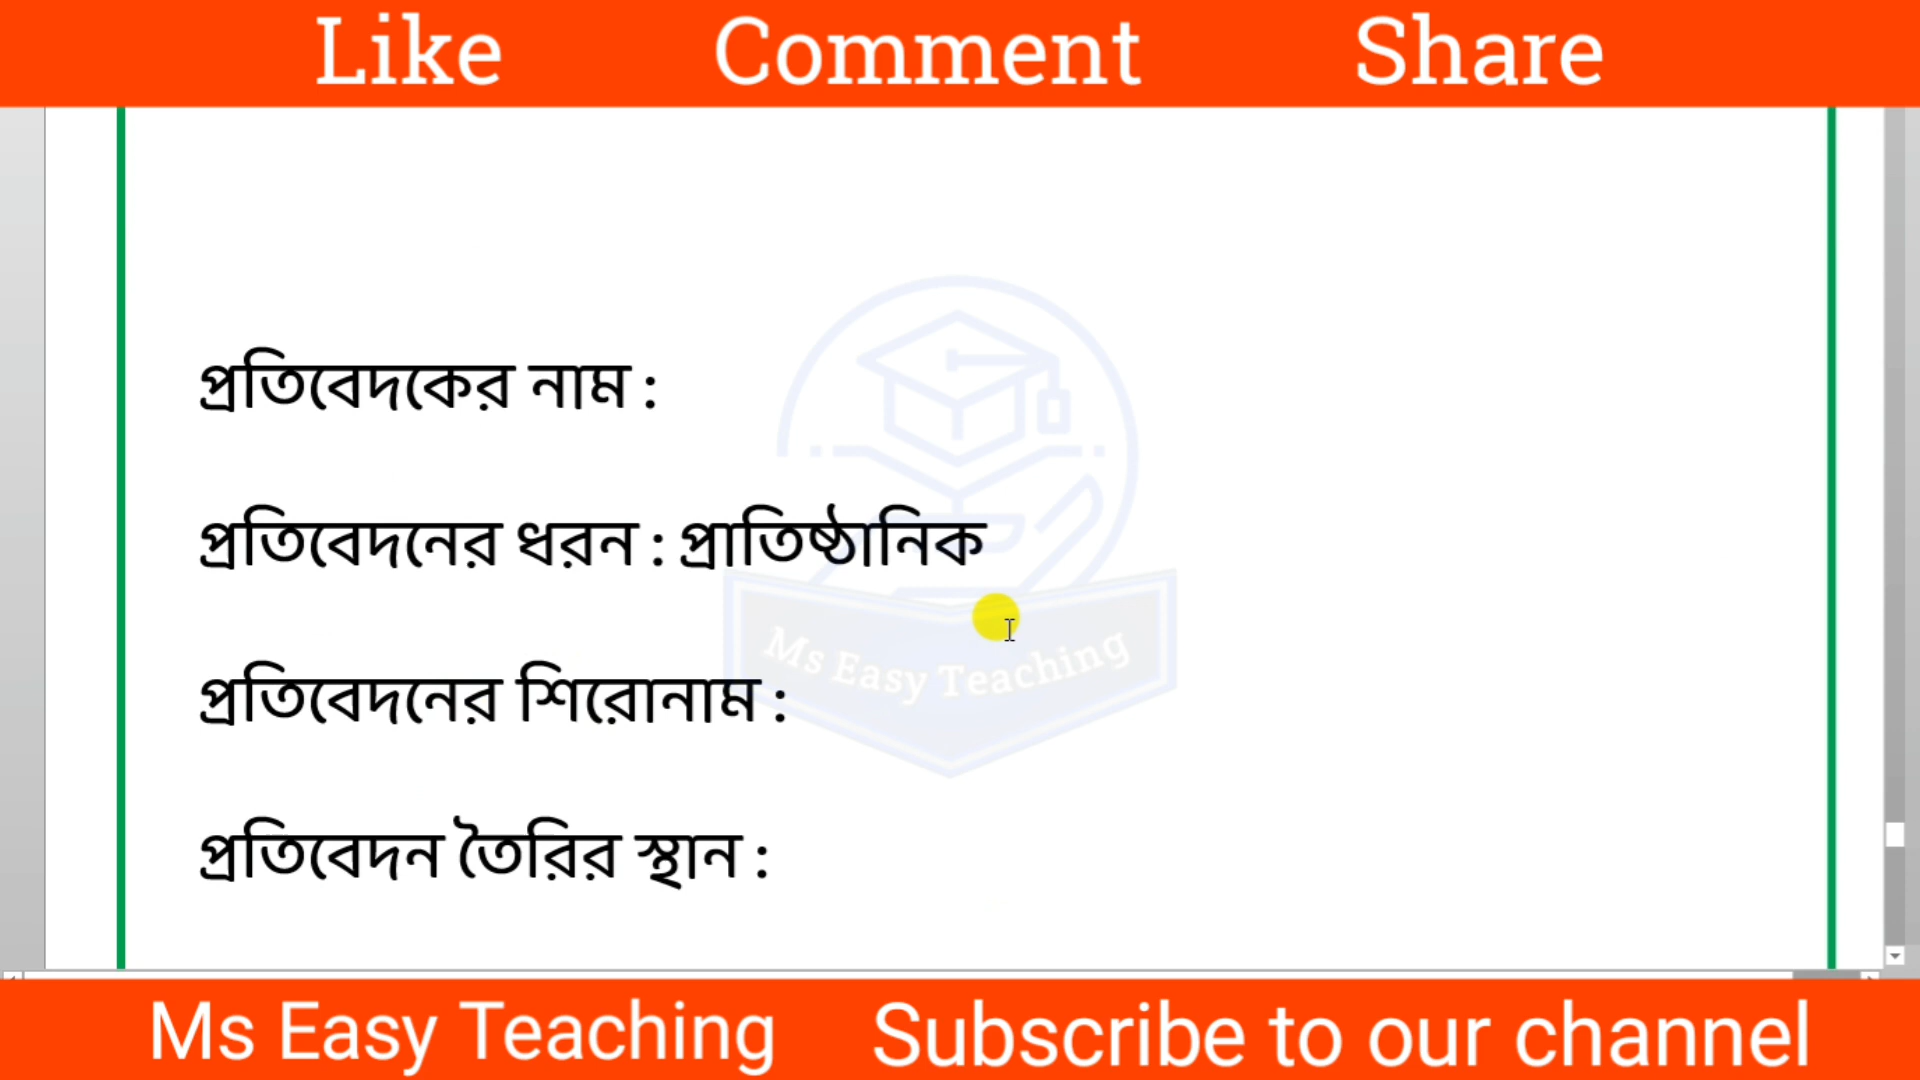 Like Comment Share
প্রতিবেদকের নাম :
প্রতিবেদনের ধরন : প্রাতিষ্ঠানিক
Ms Easy Teaching
প্রতিবেদনের শিরোনাম :
প্রতিবেদন তৈরির স্থান :
Ms Easy Teaching Subscribe to our channel